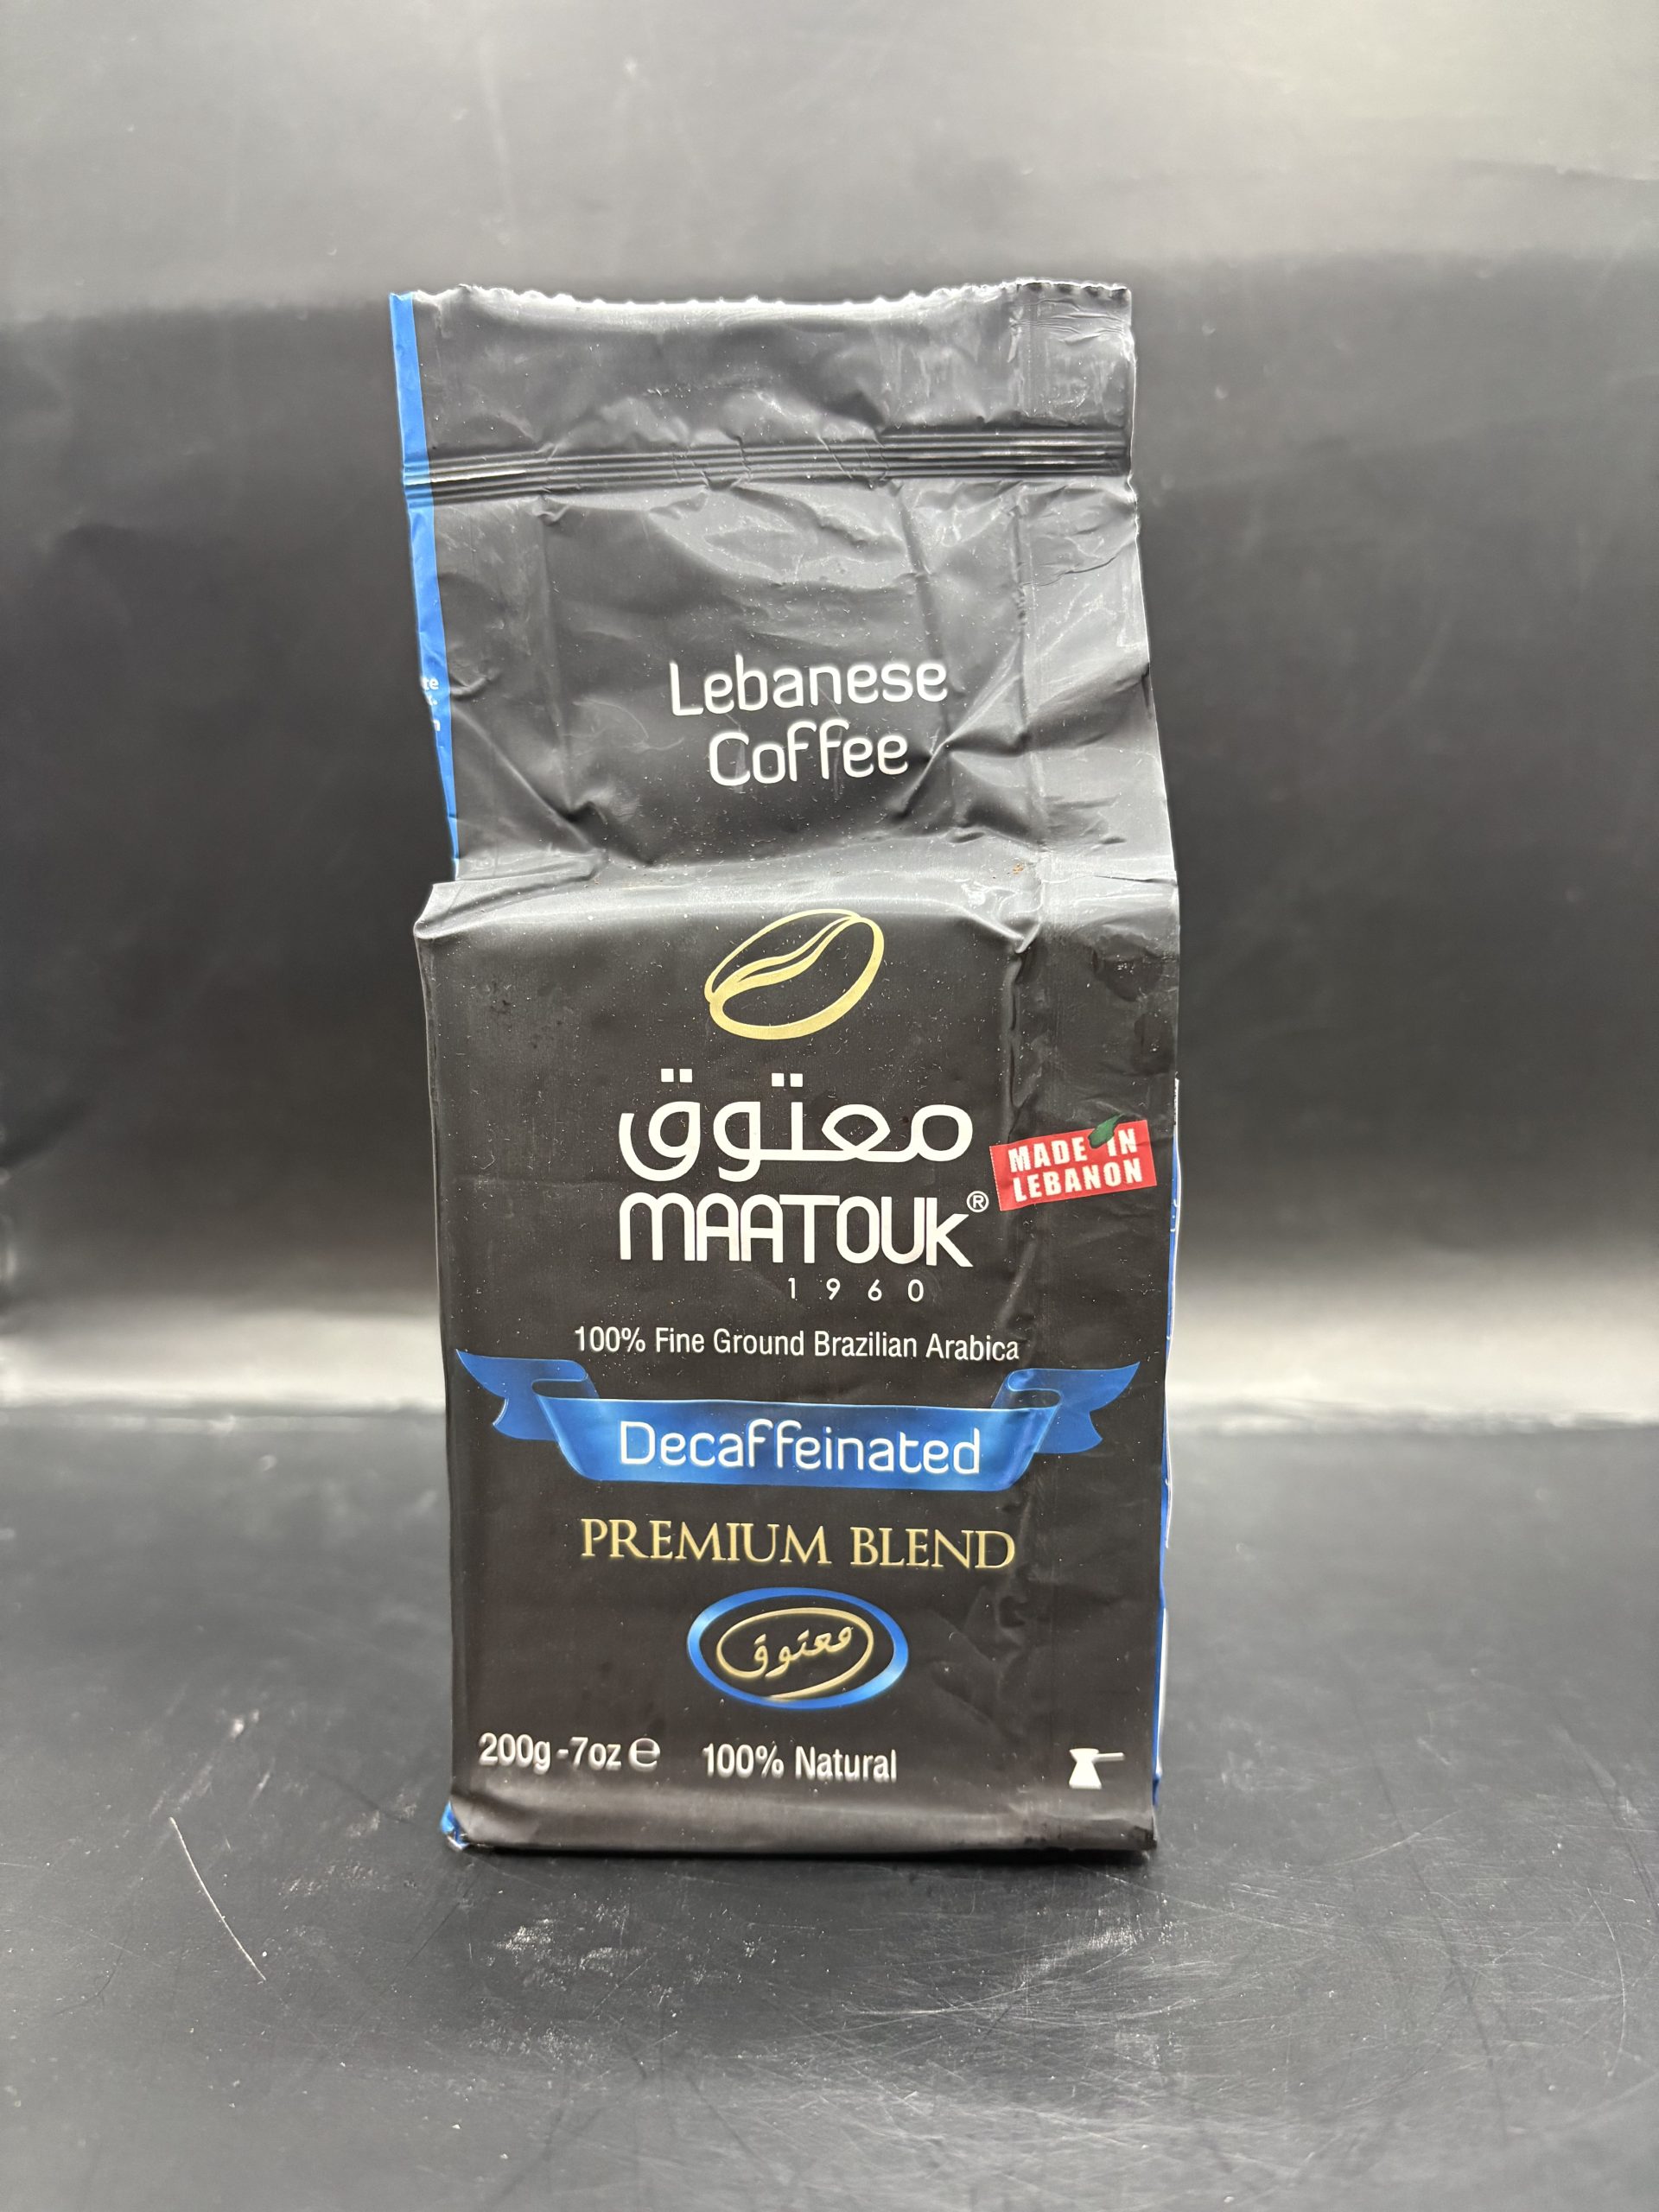 Lebanese
Coffee
معتوق
MAATOUK®
1960
MADE IN
LEBANON
100% Fine Ground Brazilian Arabica
Decaffeinated
PREMIUM BLEND
معتوق
200g-7oz ℮ 100% Natural